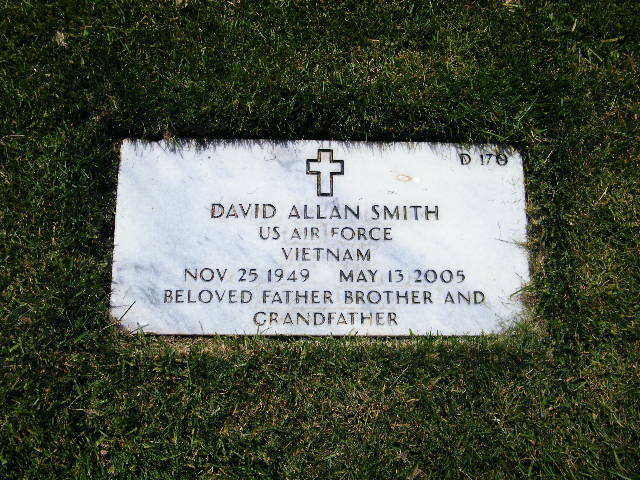 D 170
DAVID ALLAN SMITH
US AIR FORCE
VIETNAM
NOV 25 1949 MAY 13 2005
BELOVED FATHER BROTHER AND
GRANDFATHER